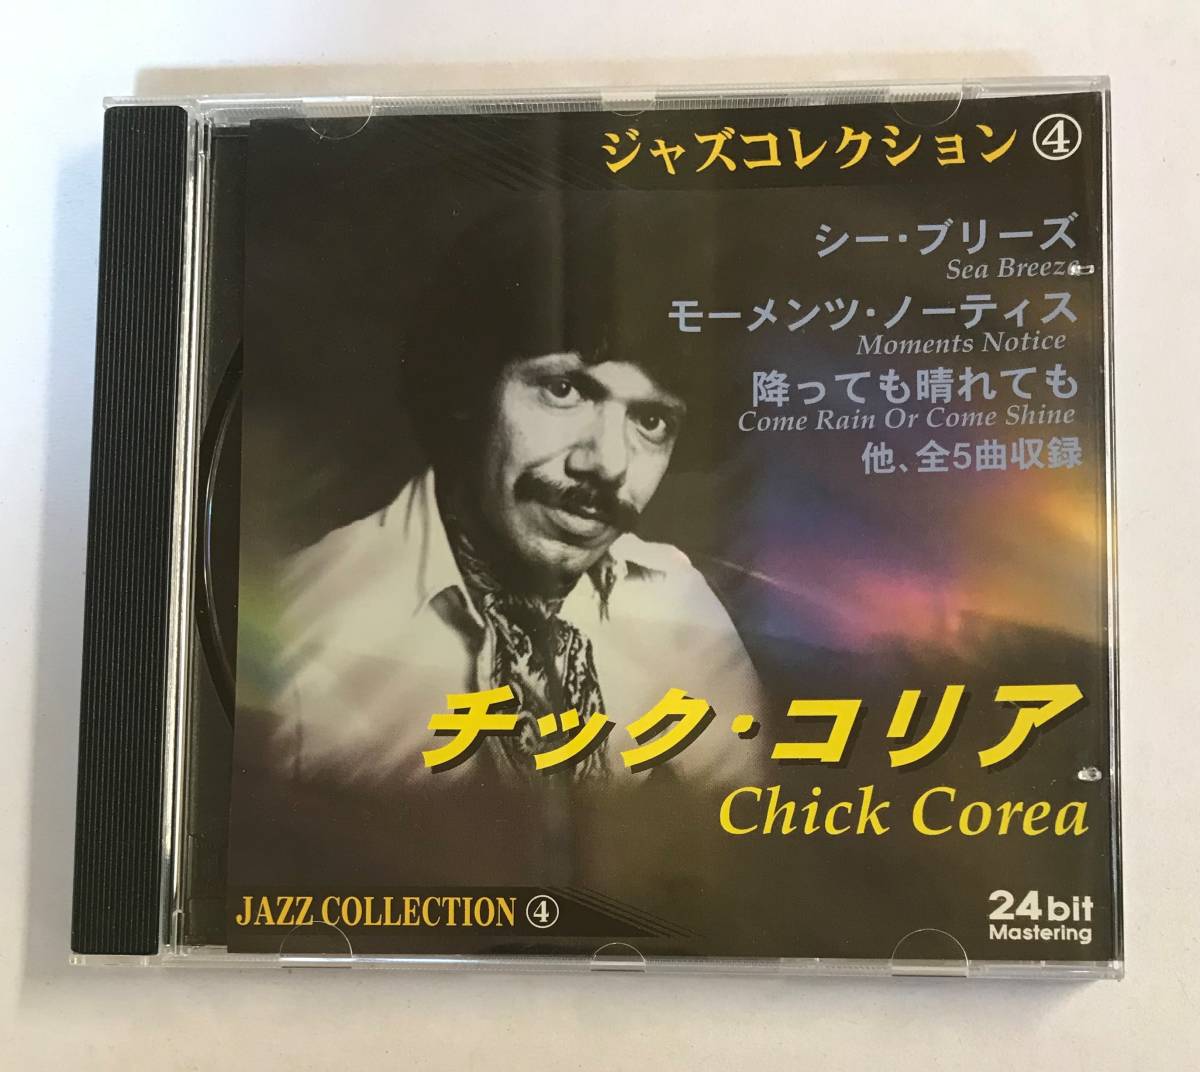 ジャズコレクション④
シー・ブリーズ
Sea Breeze
モーメンツ・ノーティス
Moments Notice
降っても晴れても
Come Rain Or Come Shine
他、全5曲収録
チック・コリア
Chick Corea
JAZZ COLLECTION ④
24bit
Mastering